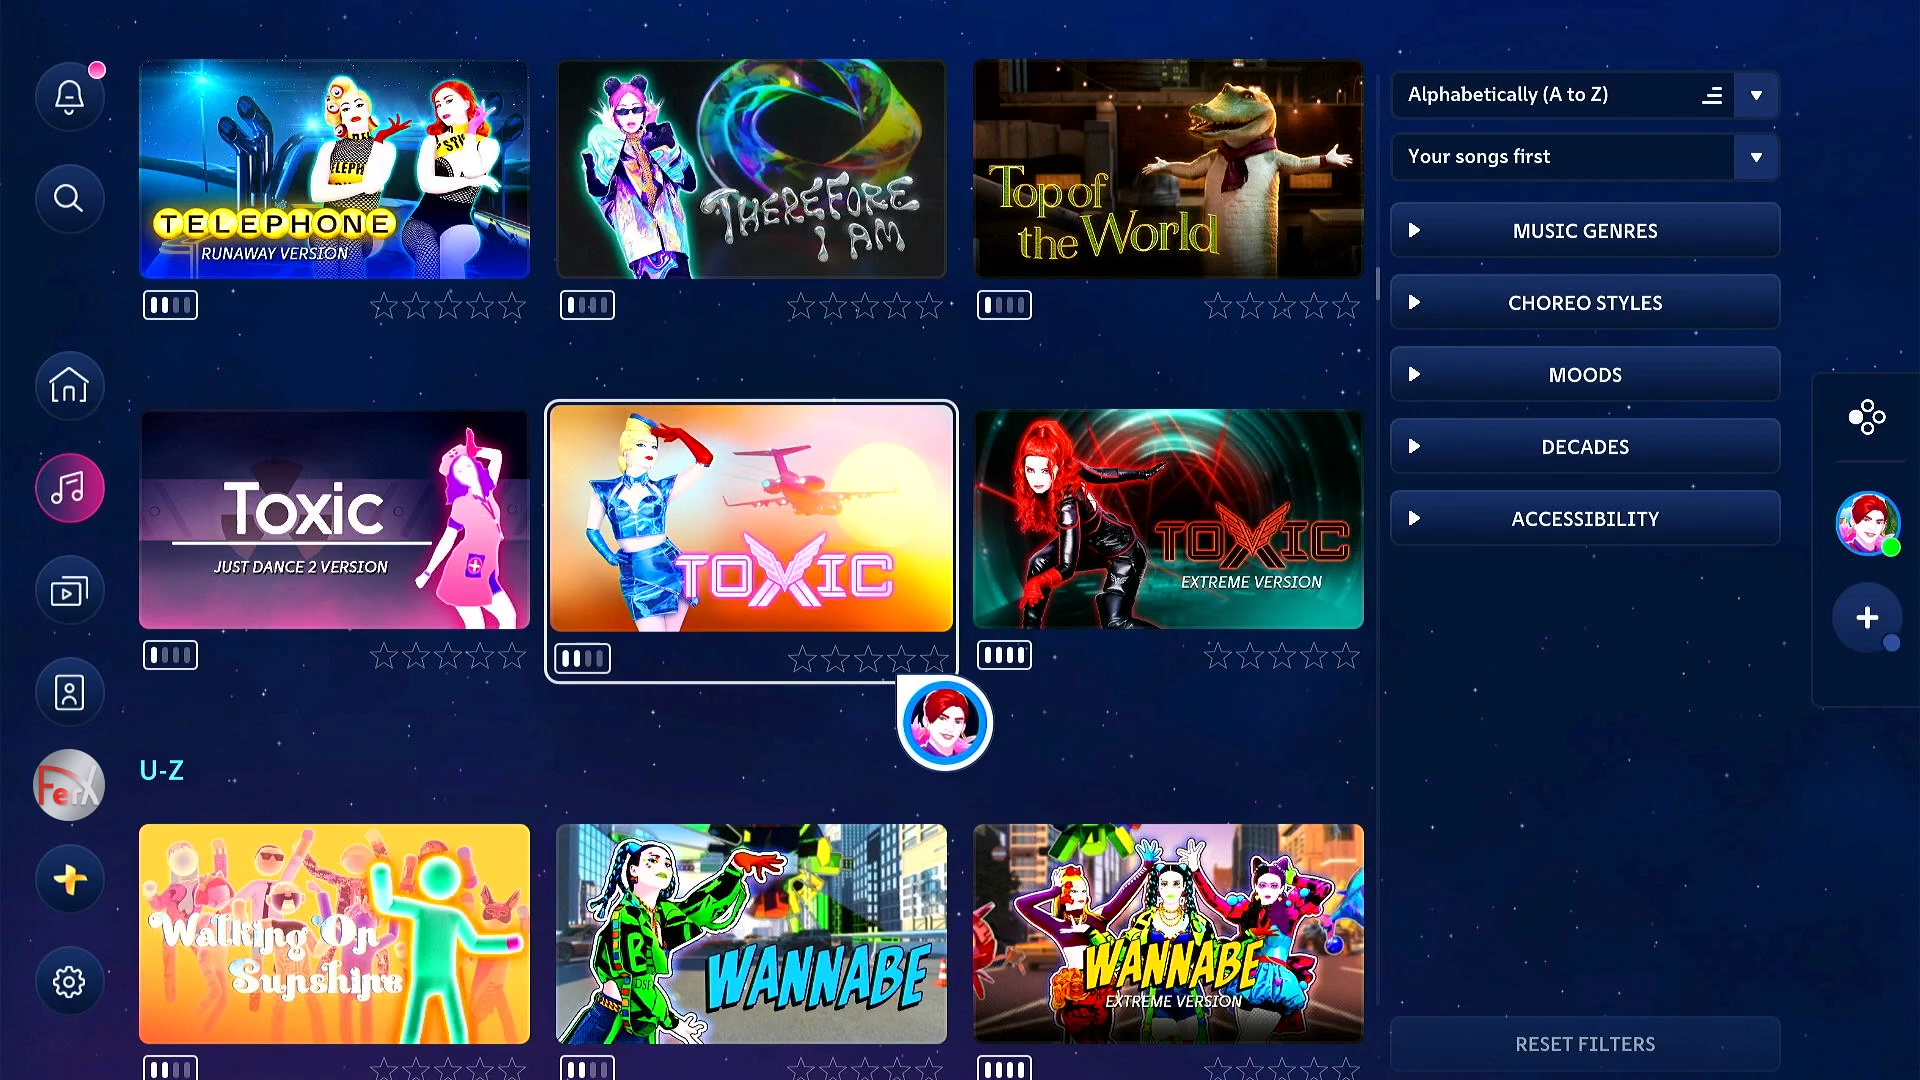 TELEPHONE
RUNAWAY VERSION
THEREFORE
I AM
Top of
the World
Alphabetically (A to Z)
Your songs first
MUSIC GENRES
CHOREO STYLES
MOODS
DECADES
ACCESSIBILITY
Toxic
JUST DANCE 2 VERSION
TOXIC
TOXIC
EXTREME VERSION
U-Z
FerX
Walking On
Sunshine
WANNABE
WANNABE
EXTREME VERSION
RESET FILTERS